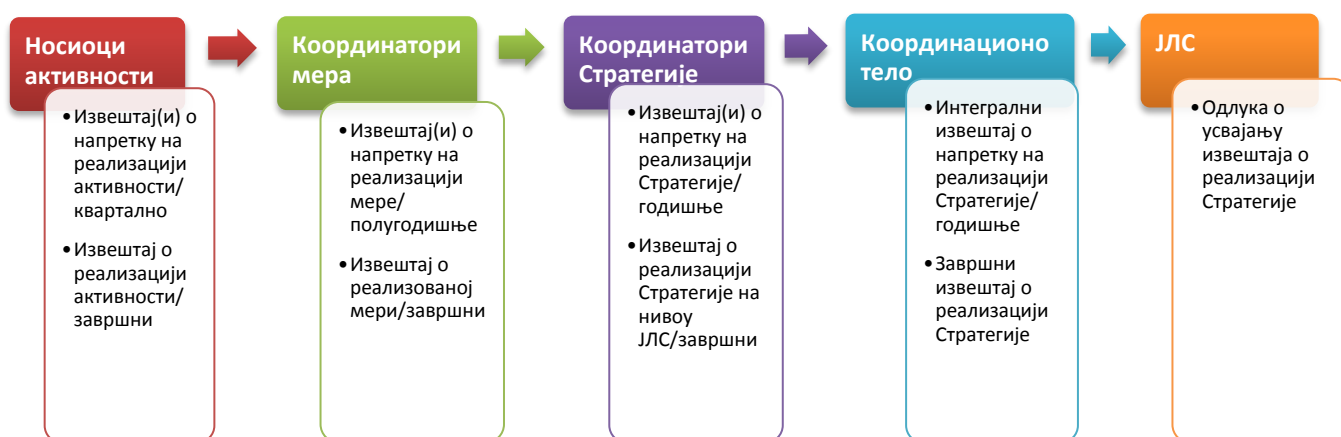 Носиоци
активности
• Извештај(и) о
напретку на
реализацији
активности/
квартално
• Извештај о
реализацији
активности/
завршни
Координатори
мера
• Извештај(и) о
напретку на
реализацији
мере/
полугодишње
• Извештај о
реализованој
мери/завршни
Координатори
Стратегије
• Извештај(и) о
напретку на
реализацији
Стратегије/
годишње
• Извештај о
реализацији
Стратегије на
нивоу
ЈЛС/завршни
Координационо
тело
• Интегрални
извештај о
напретку на
реализацији
Стратегије/
годишње
• Завршни
извештај о
реализацији
Стратегије
ЈЛС
• Одлука о
усвајању
извештаја о
реализацији
Стратегије